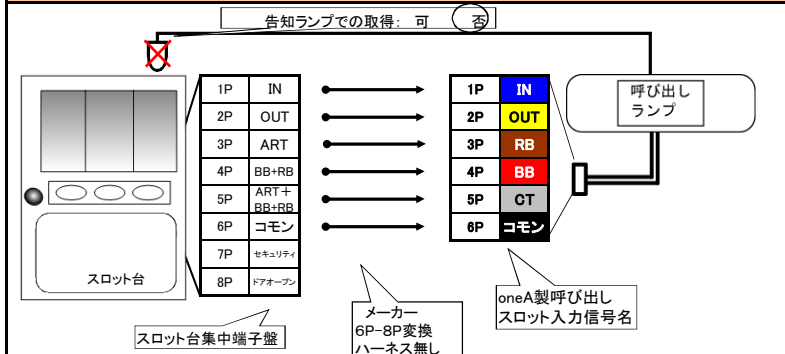 告知ランプでの取得: 可 否
1P IN
2P OUT
3P ART
4P BB+RB
5P ART+
BB+RB
6P コモン
7P セキュリティ
8P ドアオープン
1P IN
2P OUT
3P RB
4P BB
5P CT
6P コモン
呼び出し
ランプ
スロット台
スロット台集中端子盤
メーカー
6P-8P変換
ハーネス無し
oneA製呼び出し
スロット入力信号名